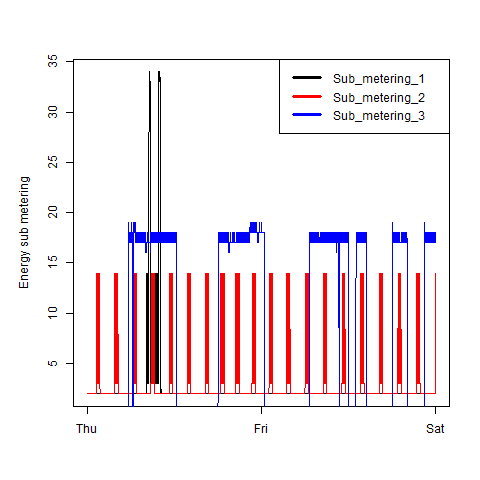 35
30
25
20
15
10
5
Energy sub metering
Sub_metering_1
Sub_metering_2
Sub_metering_3
Thu Fri Sat